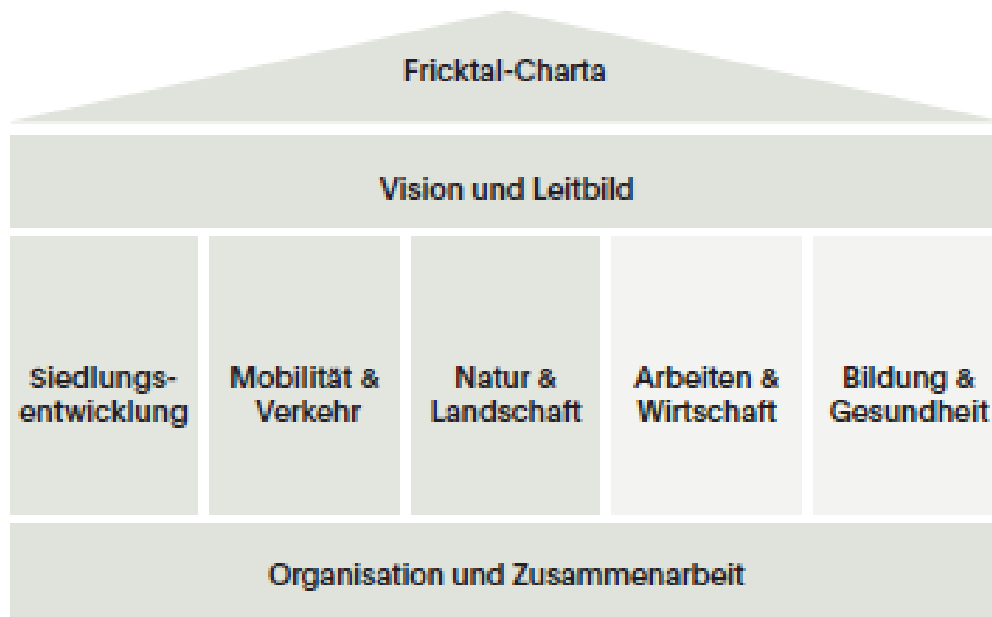 Fricktal-Charta
Vision und Leitbild
Siedlungs-
entwicklung
Mobilität &
Verkehr
Natur &
Landschaft
Arbeiten &
Wirtschaft
Bildung &
Gesundheit
Organisation und Zusammenarbeit